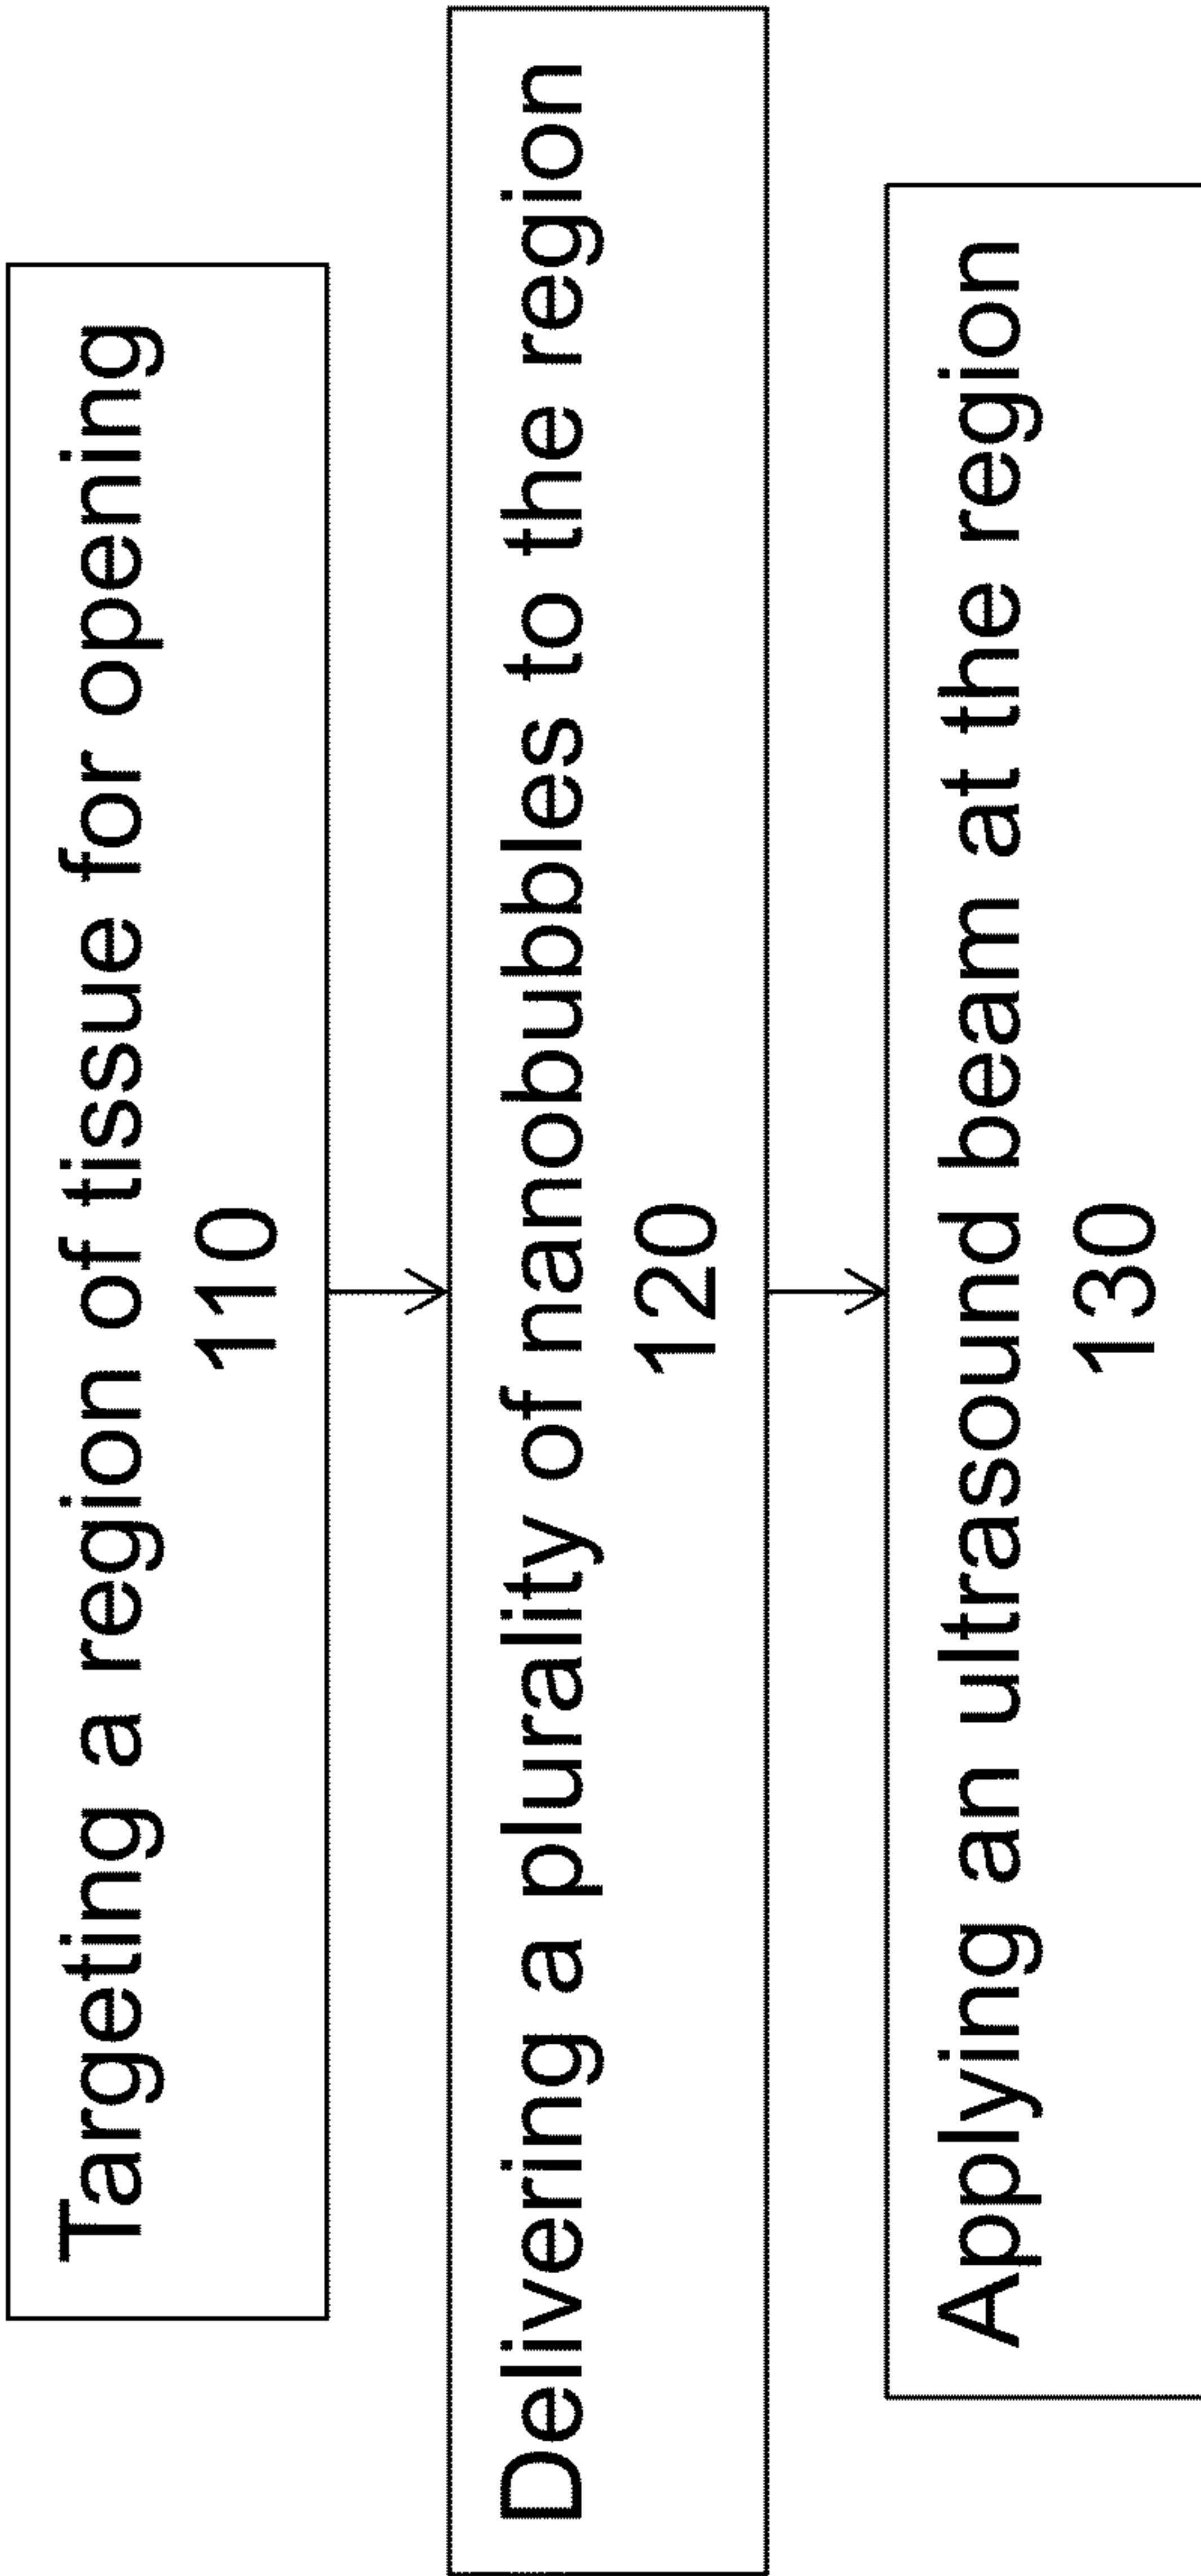 Targeting a region of tissue for opening
110
Delivering a plurality of nanobubbles to the region
120
Applying an ultrasound beam at the region
130